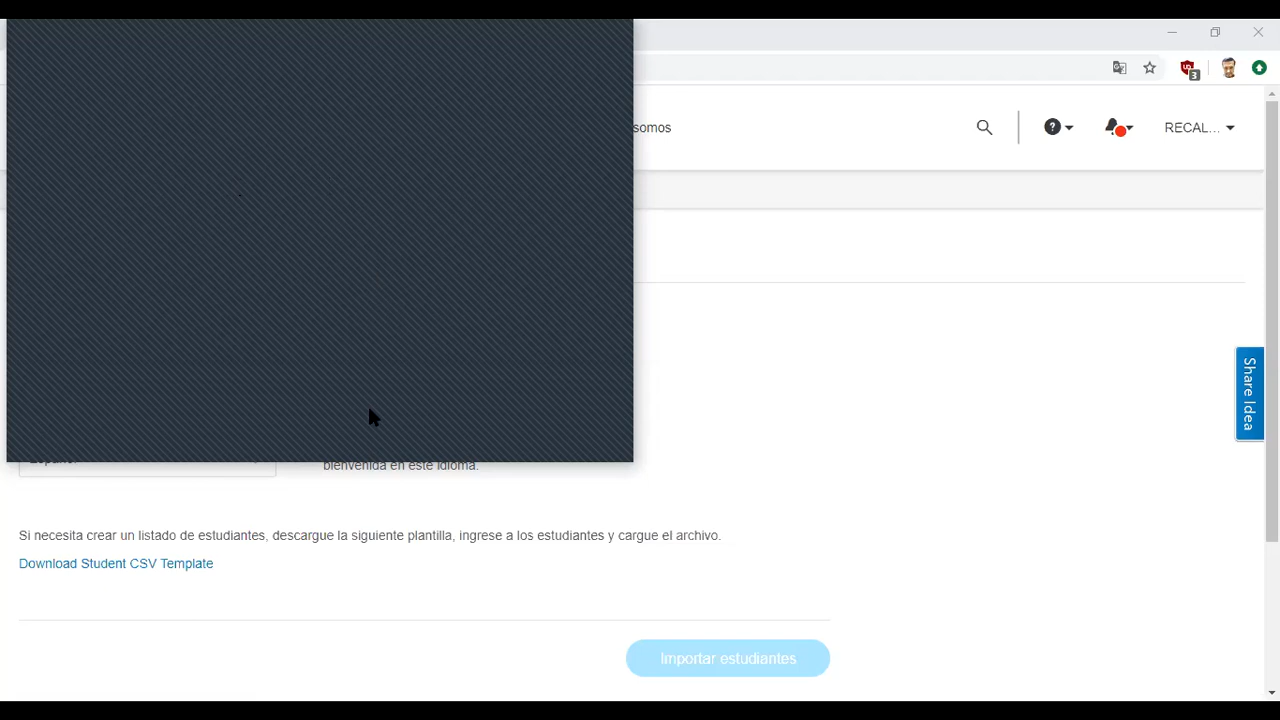 3
somos
?
RECAL...
Share Idea
bienvenida en este idioma.
Si necesita crear un listado de estudiantes, descargue la siguiente plantilla, ingrese a los estudiantes y cargue el archivo.
Download Student CSV Template
Importar estudiantes